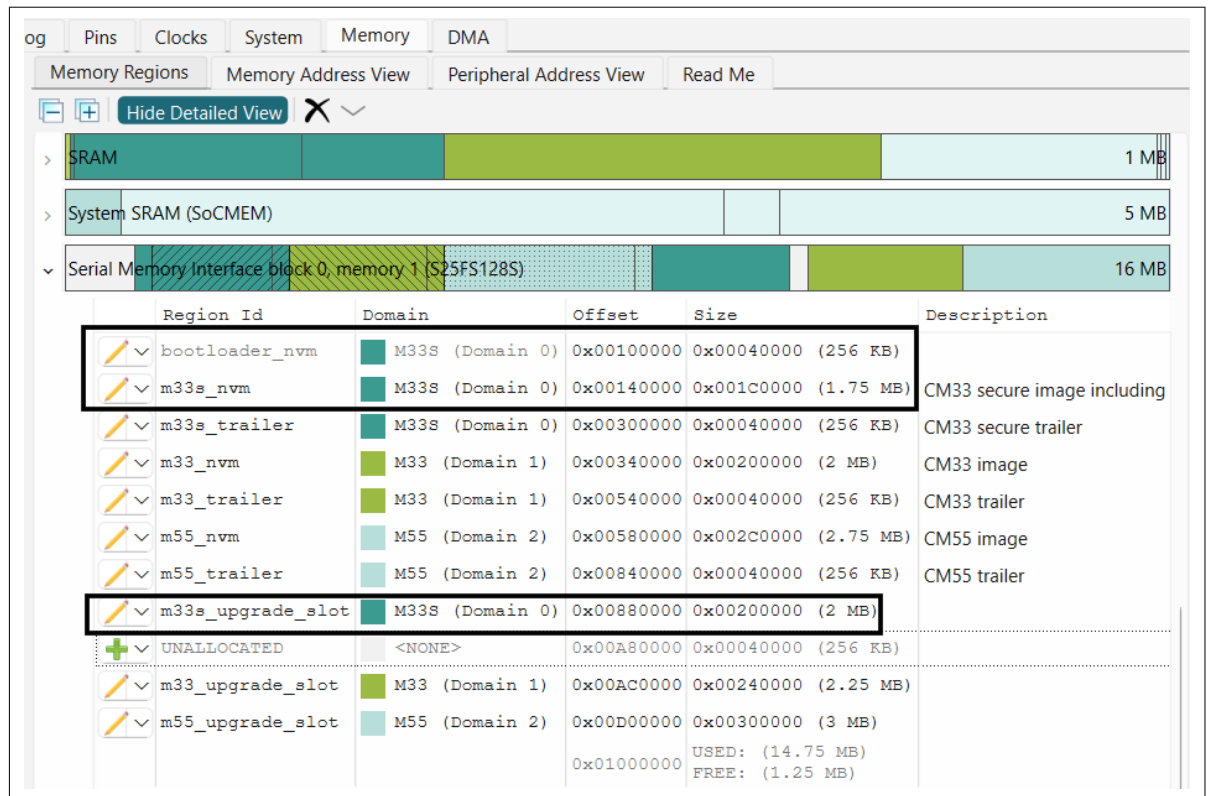 og Pins Clocks System Memory DMA
Memory Regions Memory Address View Peripheral Address View Read Me
Hide Detailed View
SRAM 1 MB
System SRAM (SoCMEM) 5 MB
Serial Memory Interface block 0, memory 1 (S25FS128S) 16 MB
Region Id Domain Offset Size Description
bootloader_nvm M33S (Domain 0) 0x00100000 0x00040000 (256 KB)
m33s_nvm M33S (Domain 0) 0x00140000 0x001C0000 (1.75 MB) CM33 secure image including
m33s_trailer M33S (Domain 0) 0x00300000 0x00040000 (256 KB) CM33 secure trailer
m33_nvm M33 (Domain 1) 0x00340000 0x00200000 (2 MB) CM33 image
m33_trailer M33 (Domain 1) 0x00540000 0x00040000 (256 KB) CM33 trailer
m55_nvm M55 (Domain 2) 0x00580000 0x002C0000 (2.75 MB) CM55 image
m55_trailer M55 (Domain 2) 0x00840000 0x00040000 (256 KB) CM55 trailer
m33s_upgrade_slot M33S (Domain 0) 0x00880000 0x00200000 (2 MB)
UNALLOCATED <NONE> 0x00A80000 0x00040000 (256 KB)
m33_upgrade_slot M33 (Domain 1) 0x00AC0000 0x00240000 (2.25 MB)
m55_upgrade_slot M55 (Domain 2) 0x00D00000 0x00300000 (3 MB)
0x01000000 USED: (14.75 MB)
FREE: (1.25 MB)